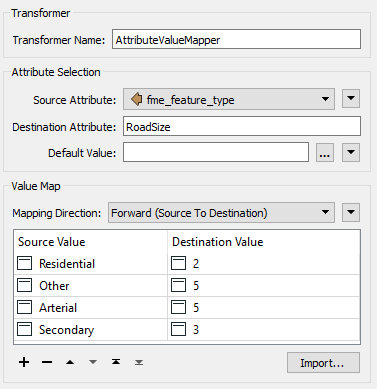 Transformer
Transformer Name: AttributeValueMapper
Attribute Selection
Source Attribute: fme_feature_type
Destination Attribute: RoadSize
Default Value: ...
Value Map
Mapping Direction: Forward (Source To Destination)
Source Value Destination Value
Residential 2
Other 5
Arterial 5
Secondary 3
Import...